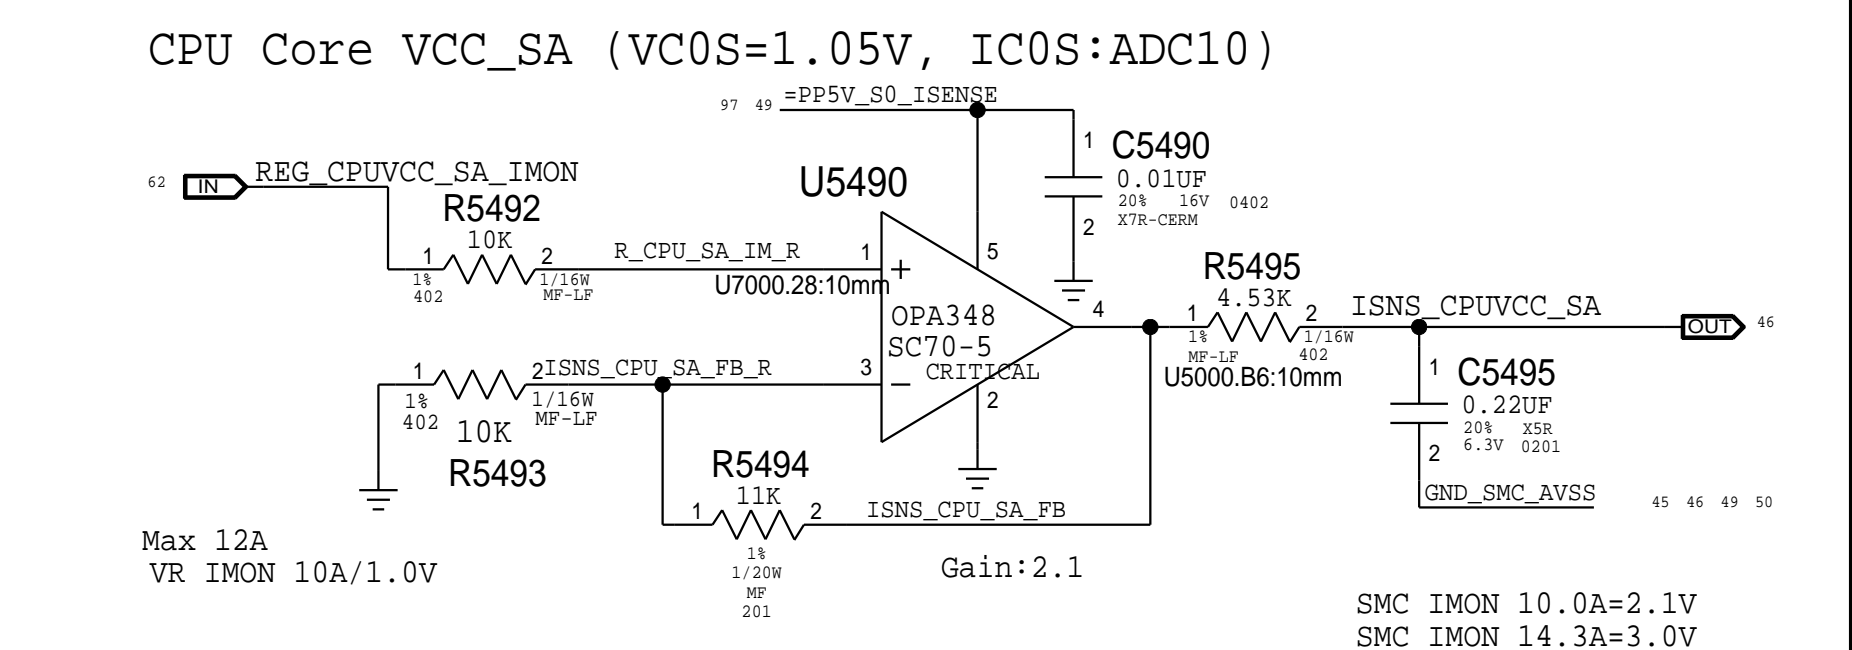 CPU Core VCC_SA (VC0S=1.05V, IC0S:ADC10)
97 49 =PP5V_S0_ISENSE
1 C5490
0.01UF
20% 16V 0402
X7R-CERM
2
62 IN REG_CPUVCC_SA_IMON
R5492
10K
1 2
1% 1/16W
402 MF-LF
R_CPU_SA_IM_R
U7000.28:10mm
U5490
1 +
5
OPA348
SC70-5
CRITICAL
3 −
2
4
R5495
4.53K
1 2
1% 1/16W
MF-LF 402
U5000.B6:10mm
ISNS_CPUVCC_SA
OUT 46
1 C5495
0.22UF
20% X5R
6.3V 0201
2
GND_SMC_AVSS 45 46 49 50
1 2 ISNS_CPU_SA_FB_R
1% 1/16W
402 MF-LF
10K
R5493
R5494
11K
1 2 ISNS_CPU_SA_FB
1%
1/20W
MF
201
Gain:2.1
Max 12A
VR IMON 10A/1.0V
SMC IMON 10.0A=2.1V
SMC IMON 14.3A=3.0V